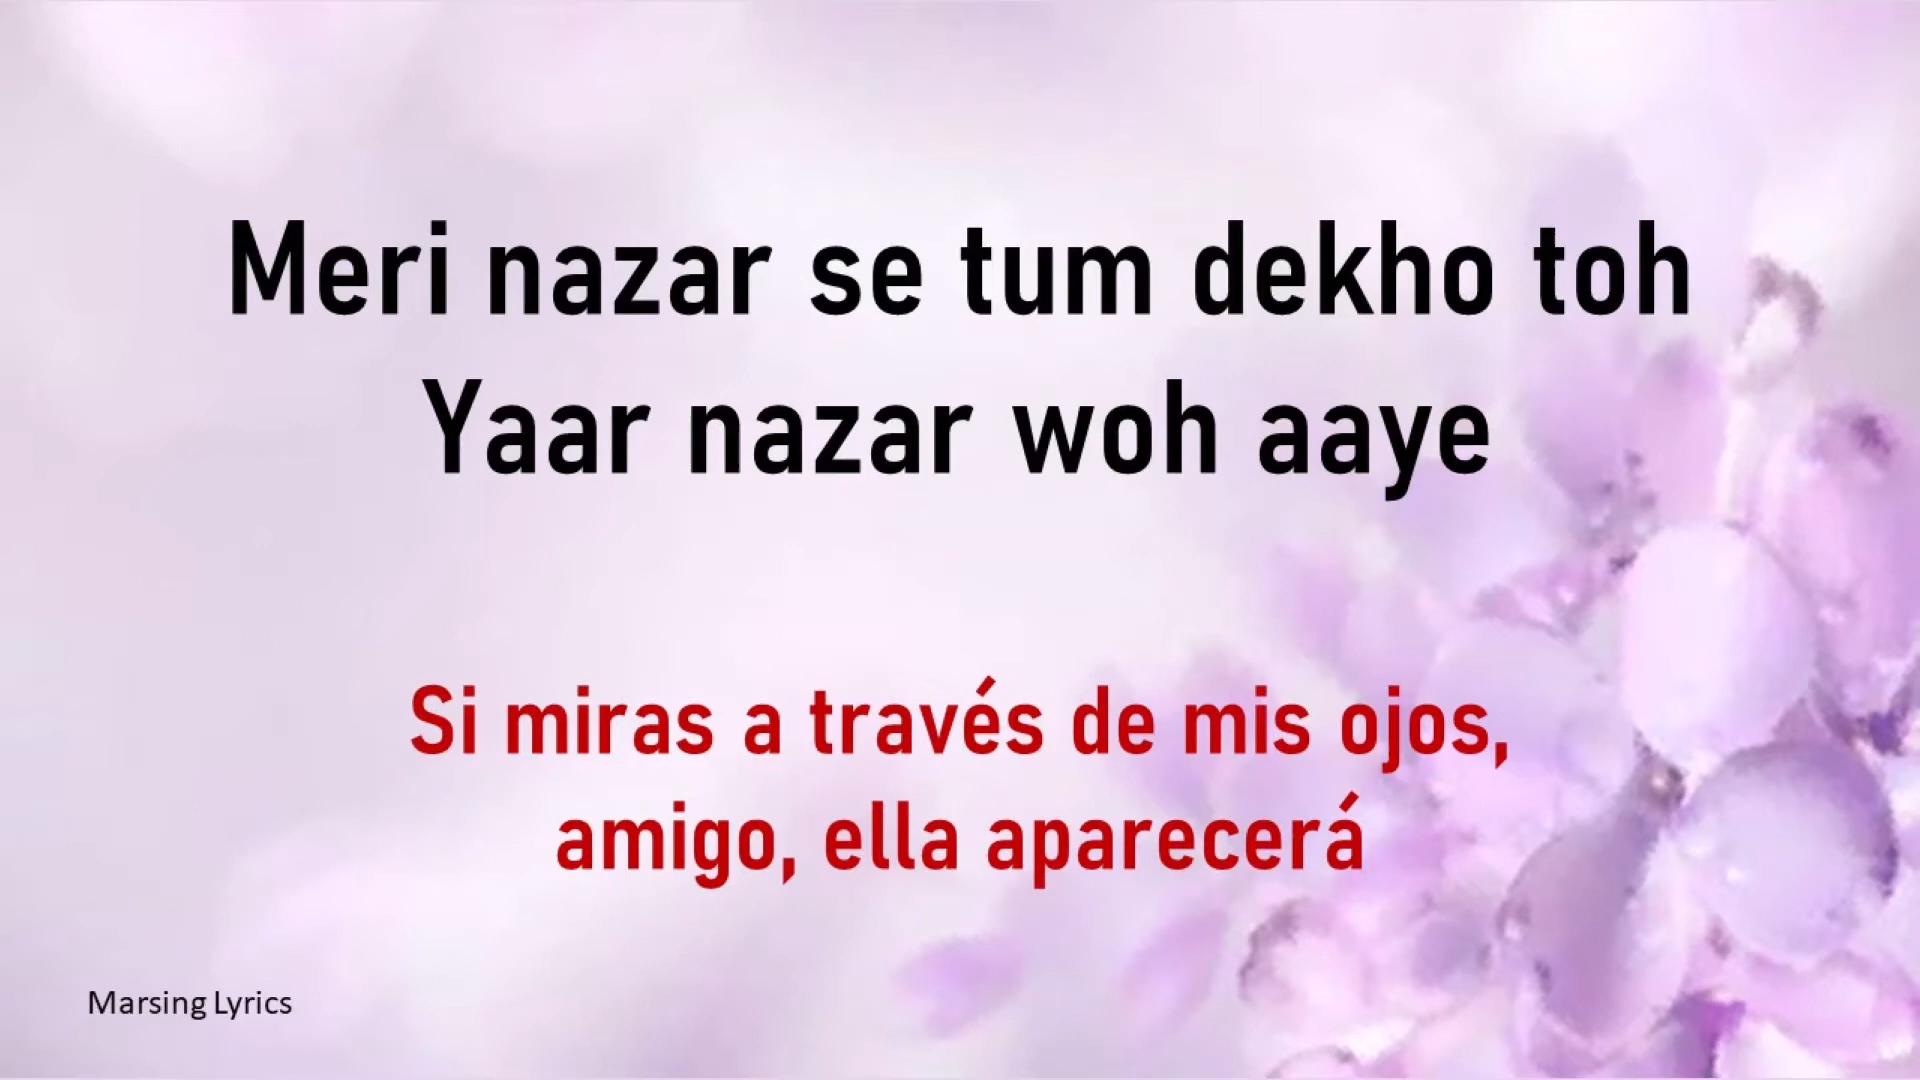 Meri nazar se tum dekho toh
Yaar nazar woh aaye
Si miras a través de mis ojos,
amigo, ella aparecerá
Marsing Lyrics